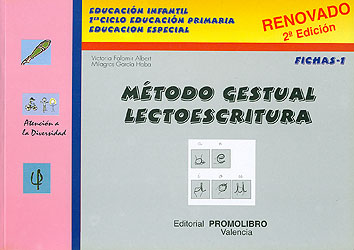 EDUCACIÓN INFANTIL
1er CICLO EDUCACIÓN PRIMARIA
EDUCACION ESPECIAL
RENOVADO
2ª Edición
Victoria Falomir Albert
Milagros García Haba
FICHAS-1
MÉTODO GESTUAL
LECTOESCRITURA
Atención a
la Diversidad
a e
o u
Ψ
Editorial PROMOLIBRO
Valencia